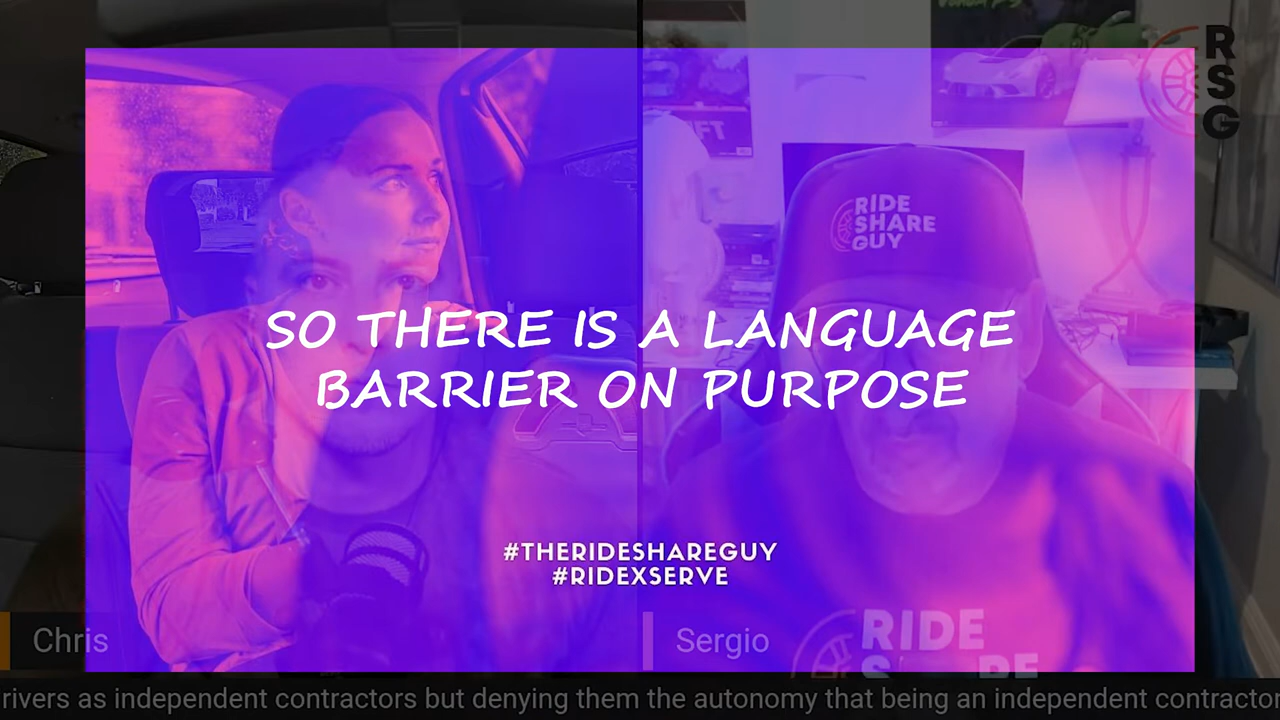 R
S
G
FT
RIDE
SHARE
GUY
SO THERE IS A LANGUAGE
BARRIER ON PURPOSE
#THERIDESHAREGUY
#RIDEXSERVE
Chris
Sergio
RIDE
rivers as independent contractors but denying them the autonomy that being an independent contractor